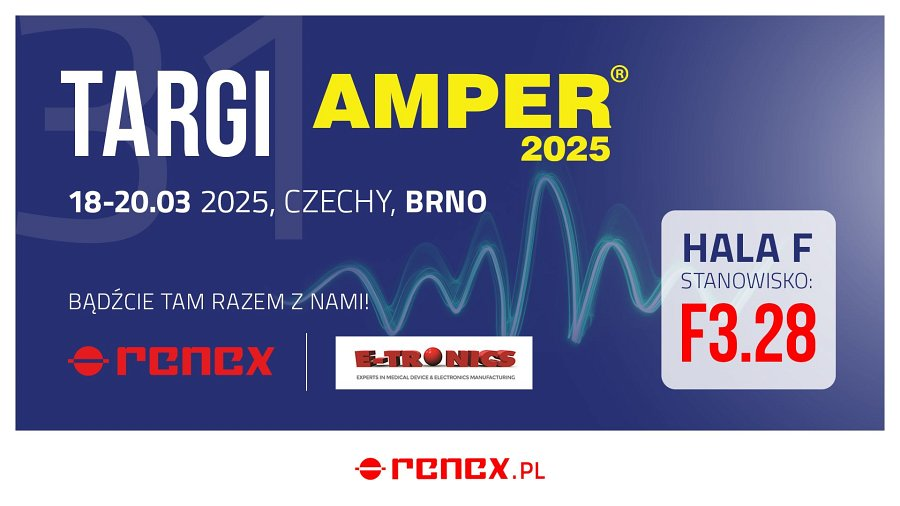 31
TARGI AMPER®
2025
18-20.03 2025, CZECHY, BRNO
HALA F
STANOWISKO:
F3.28
BĄDŹCIE TAM RAZEM Z NAMI!
renex
E-TRONICS
EXPERTS IN MEDICAL DEVICE & ELECTRONICS MANUFACTURING
renex.PL